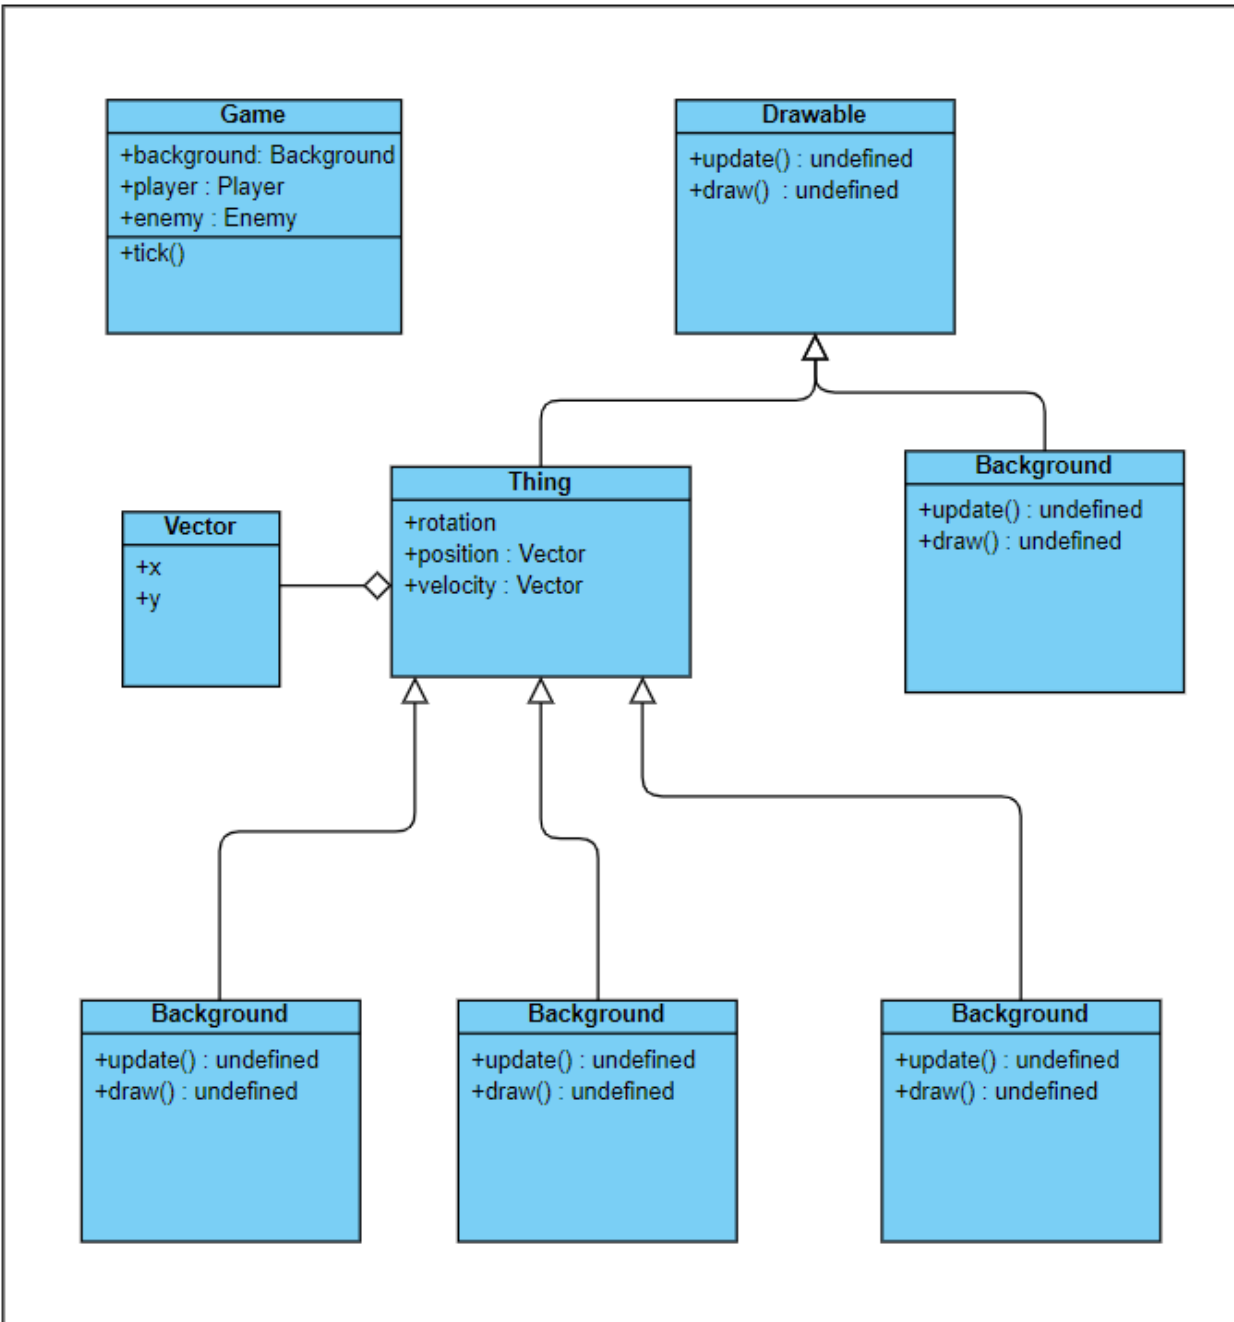 Game
+background: Background
+player : Player
+enemy : Enemy
+tick()
Drawable
+update() : undefined
+draw()  : undefined
Thing
+rotation
+position : Vector
+velocity : Vector
Vector
+x
+y
Background
+update() : undefined
+draw() : undefined
Background
+update() : undefined
+draw() : undefined
Background
+update() : undefined
+draw() : undefined
Background
+update() : undefined
+draw() : undefined